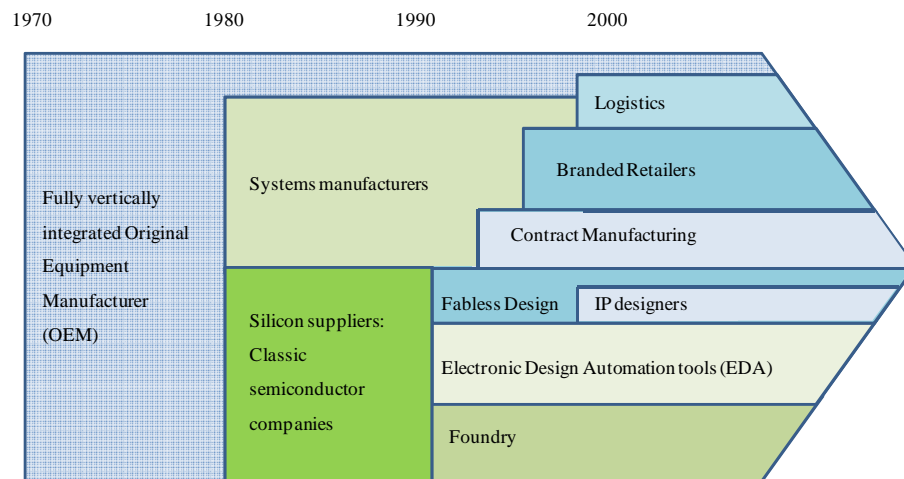 1970 1980 1990 2000
Logistics
Branded Retailers
Systems manufacturers
Fully vertically
integrated Original
Equipment
Manufacturer
(OEM)
Contract Manufacturing
Fabless Design
IP designers
Silicon suppliers:
Classic
semiconductor
companies
Electronic Design Automation tools (EDA)
Foundry